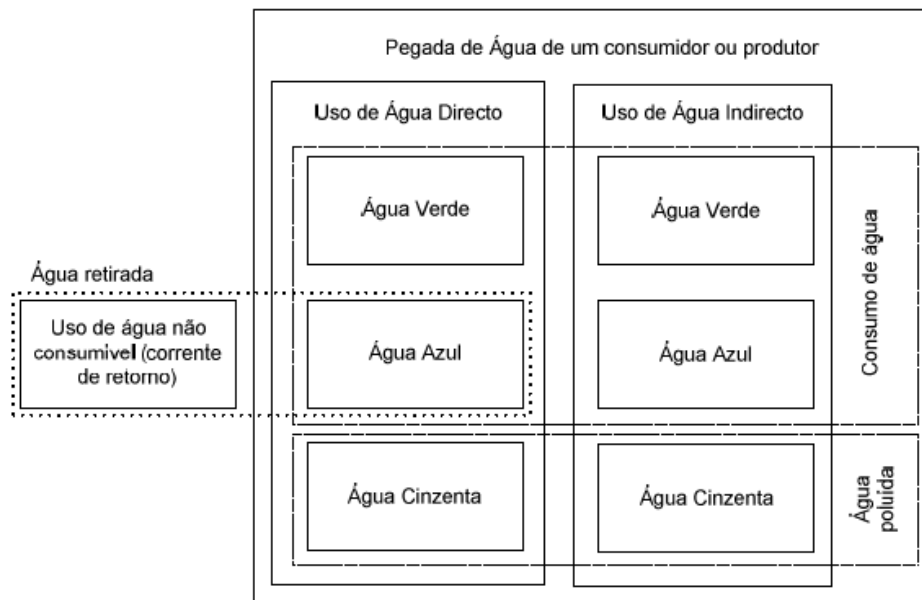 Pegada de Água de um consumidor ou produtor
Uso de Água Directo
Uso de Água Indirecto
Água Verde
Água Verde
Consumo de água
Água retirada
Uso de água não
consumivel (corrente
de retorno)
Água Azul
Água Azul
Água Cinzenta
Água Cinzenta
Água
poluída